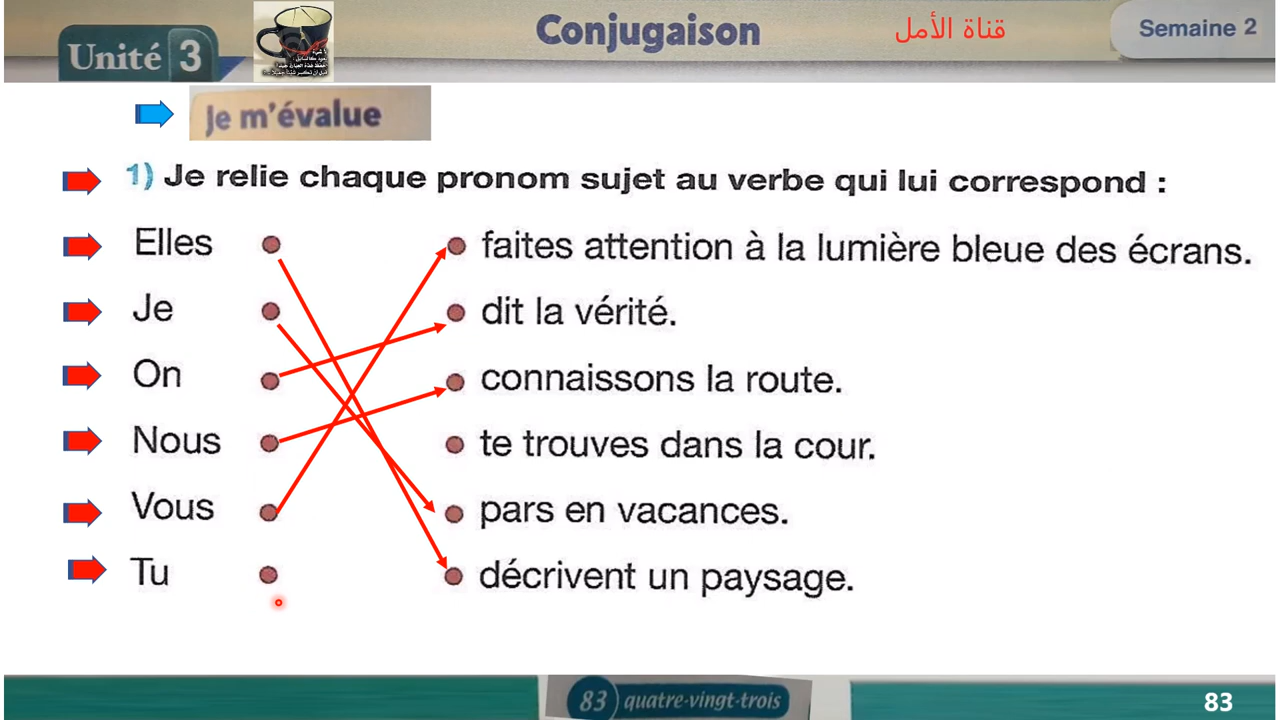 Unité 3
Conjugaison
قناة الأمل
Semaine 2
Je m'évalue
1) Je relie chaque pronom sujet au verbe qui lui correspond :
Elles
faites attention à la lumière bleue des écrans.
Je
dit la vérité.
On
connaissons la route.
Nous
te trouves dans la cour.
Vous
pars en vacances.
Tu
décrivent un paysage.
83 quatre-vingt-trois
83